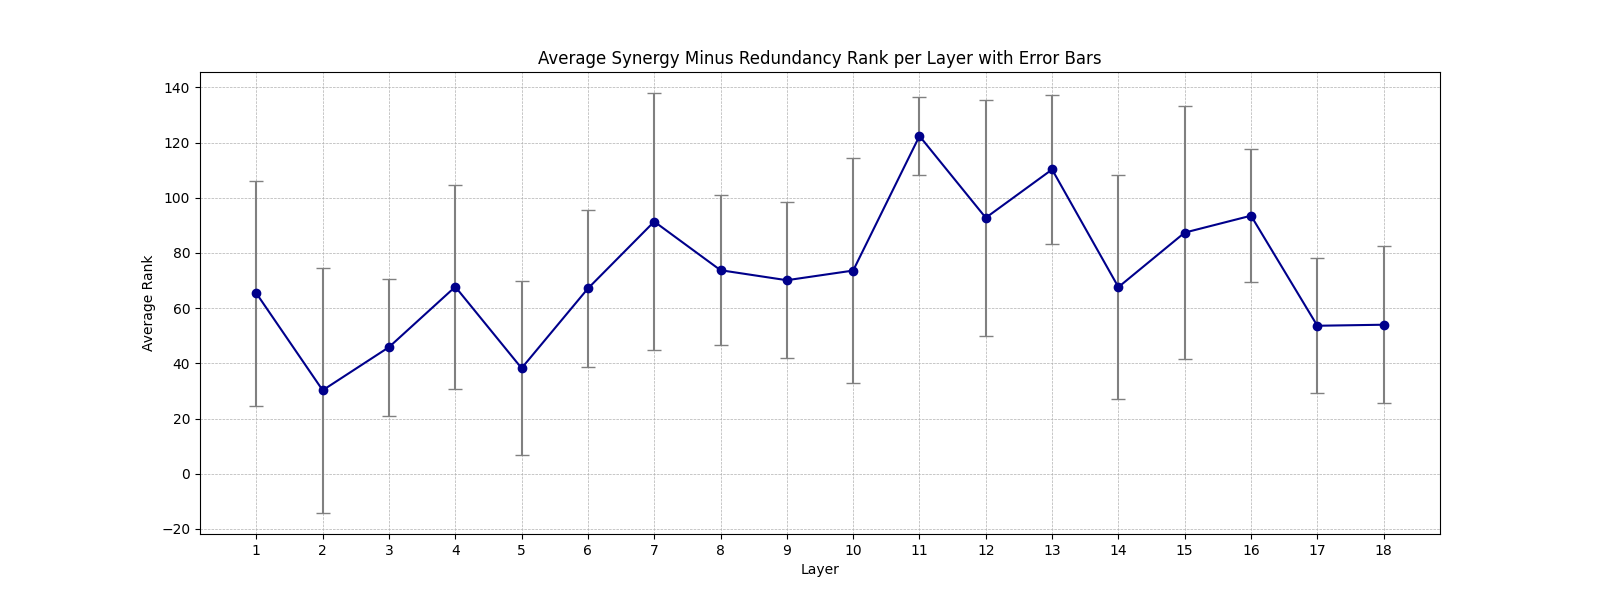 Average Synergy Minus Redundancy Rank per Layer with Error Bars
140
120
100
80
60
40
20
0
−20
Average Rank
1 2 3 4 5 6 7 8 9 10 11 12 13 14 15 16 17 18
Layer